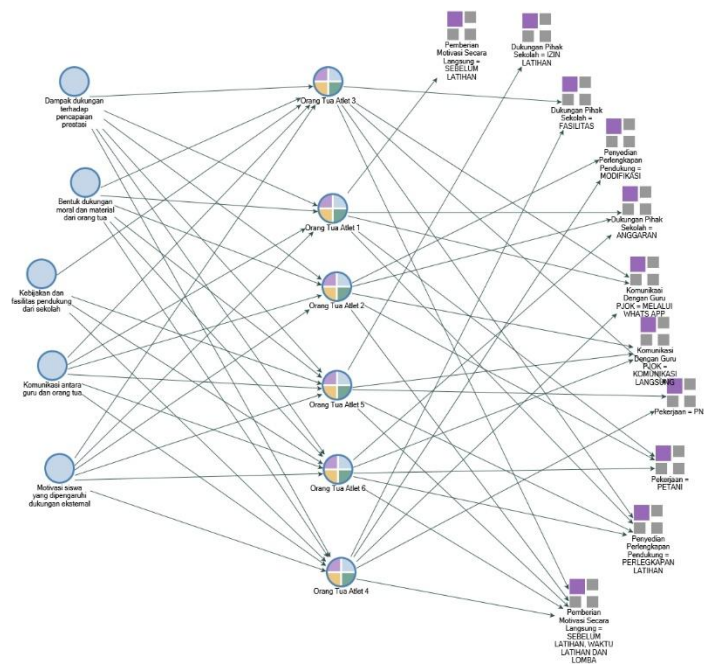 Dampak dukungan
terhadap
pencapaian
prestasi
Bentuk dukungan
moral dan material
dari orang tua
Kebijakan dan
fasilitas pendukung
dari sekolah
Komunikasi antara
guru dan orang tua
Motivasi siswa
yang dipengaruhi
dukungan eksternal
Orang Tua Atlet 3
Orang Tua Atlet 1
Orang Tua Atlet 2
Orang Tua Atlet 5
Orang Tua Atlet 6
Orang Tua Atlet 4
Pemberian
Motivasi Secara
Langsung =
SEBELUM
LATIHAN
Dukungan Pihak
Sekolah = IZIN
LATIHAN
Dukungan Pihak
Sekolah =
FASILITAS
Penyedian
Perlengkapan
Pendukung =
MODIFIKASI
Dukungan Pihak
Sekolah =
ANGGARAN
Komunikasi
Dengan Guru
PJOK = MELALUI
WHATS APP
Komunikasi
Dengan Guru
PJOK =
KOMUNIKASI
LANGSUNG
Pekerjaan = PN
Pekerjaan =
PETANI
Penyedian
Perlengkapan
Pendukung =
PERLEGKAPAN
LATIHAN
Pemberian
Motivasi Secara
Langsung =
SEBELUM
LATIHAN, WAKTU
LATIHAN DAN
LOMBA